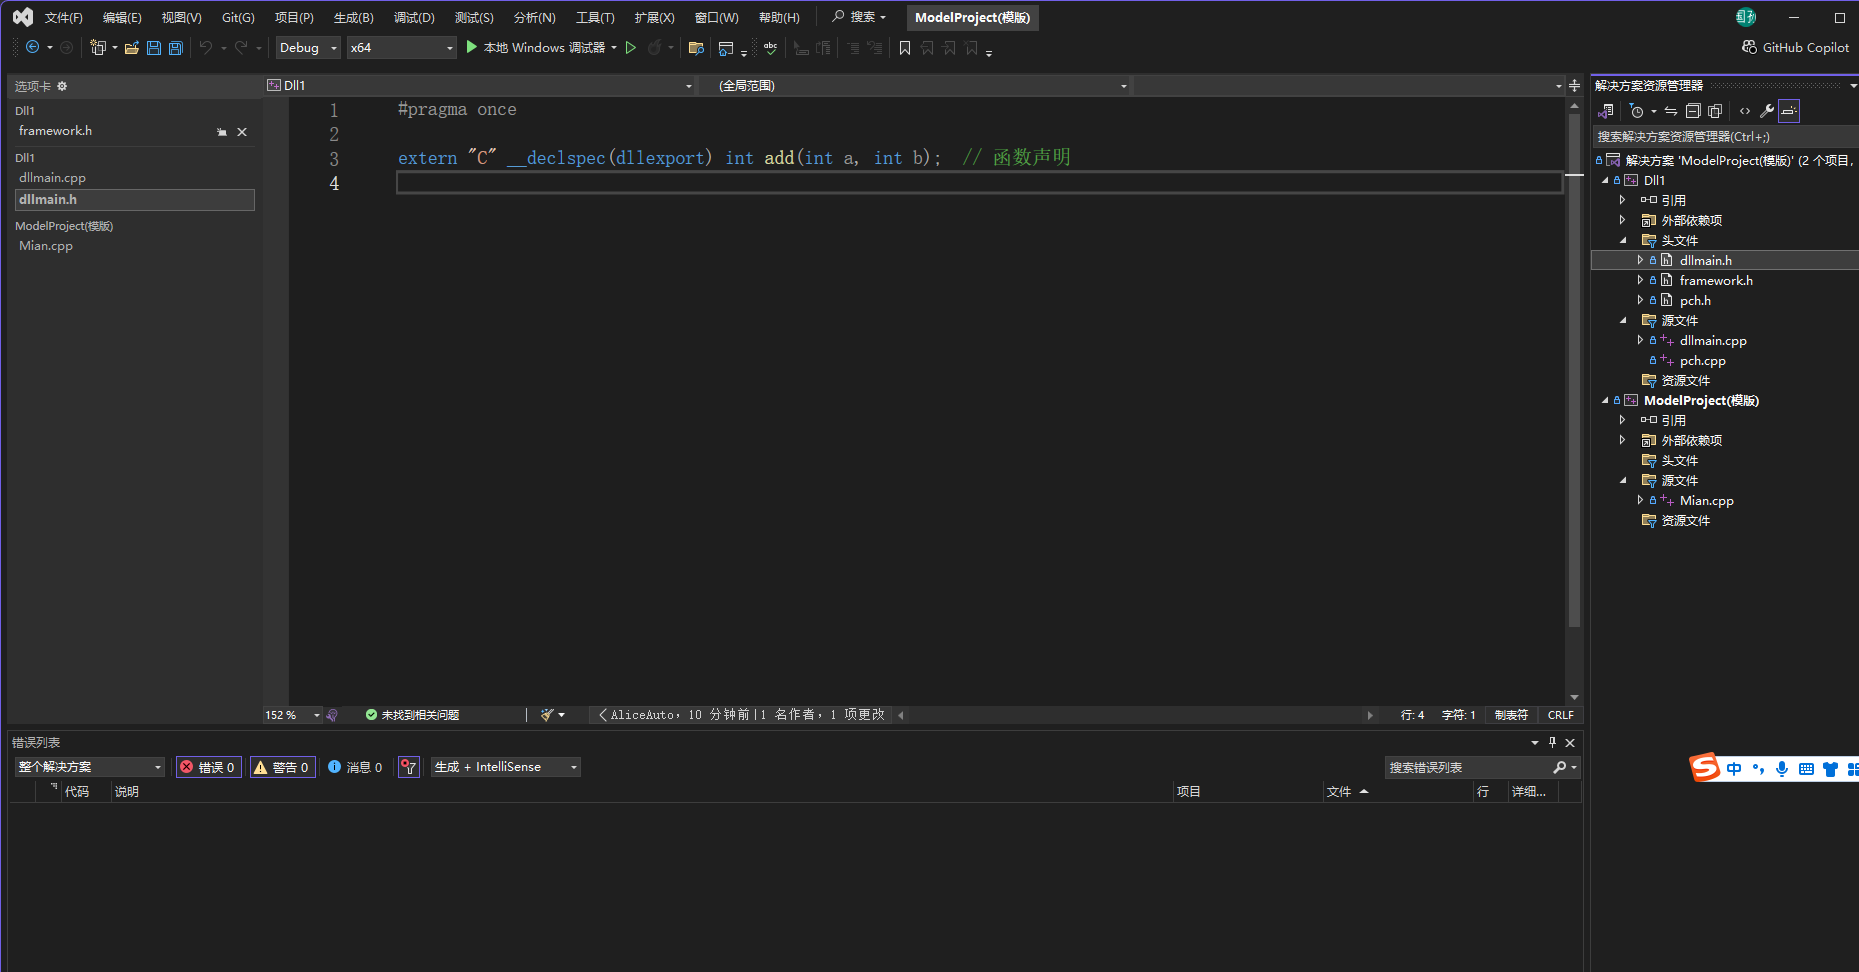 文件(F) 编辑(E) 视图(V) Git(G) 项目(P) 生成(B) 调试(D) 测试(S) 分析(N) 工具(T) 扩展(X) 窗口(W) 帮助(H) 搜索 ModelProject(模版)
Debug x64 本地 Windows 调试器 abc GitHub Copilot
选项卡
Dll1
framework.h
Dll1
dllmain.cpp
dllmain.h
ModelProject(模版)
Mian.cpp
Dll1 (全局范围)
1 #pragma once
2
3 extern "C" __declspec(dllexport) int add(int a, int b); // 函数声明
4
152 % 未找到相关问题 AliceAuto，10 分钟前|1 名作者，1 项更改 行: 4 字符: 1 制表符 CRLF
错误列表
整个解决方案 错误 0 警告 0 消息 0 生成 + IntelliSense 搜索错误列表
代码 说明 项目 文件 行 详细...
解决方案资源管理器
搜索解决方案资源管理器(Ctrl+;)
解决方案 'ModelProject(模版)' (2 个项目,
Dll1
引用
外部依赖项
头文件
dllmain.h
framework.h
pch.h
源文件
dllmain.cpp
pch.cpp
资源文件
ModelProject(模版)
引用
外部依赖项
头文件
源文件
Mian.cpp
资源文件
S 中